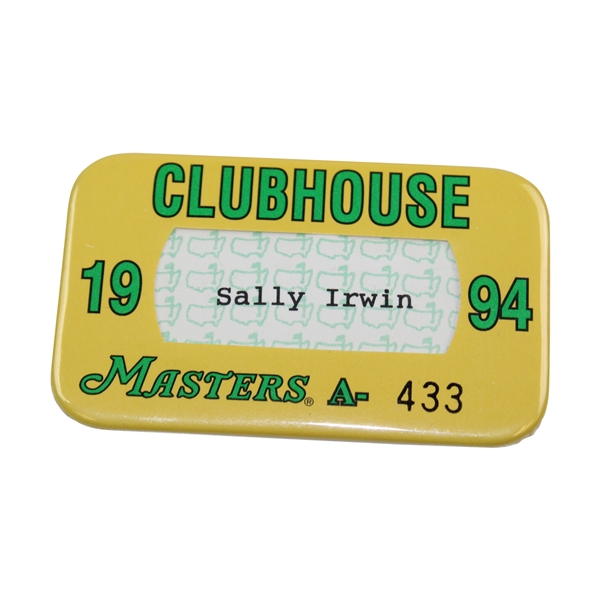 CLUBHOUSE
19 Sally Irwin 94
MASTERS® A- 433